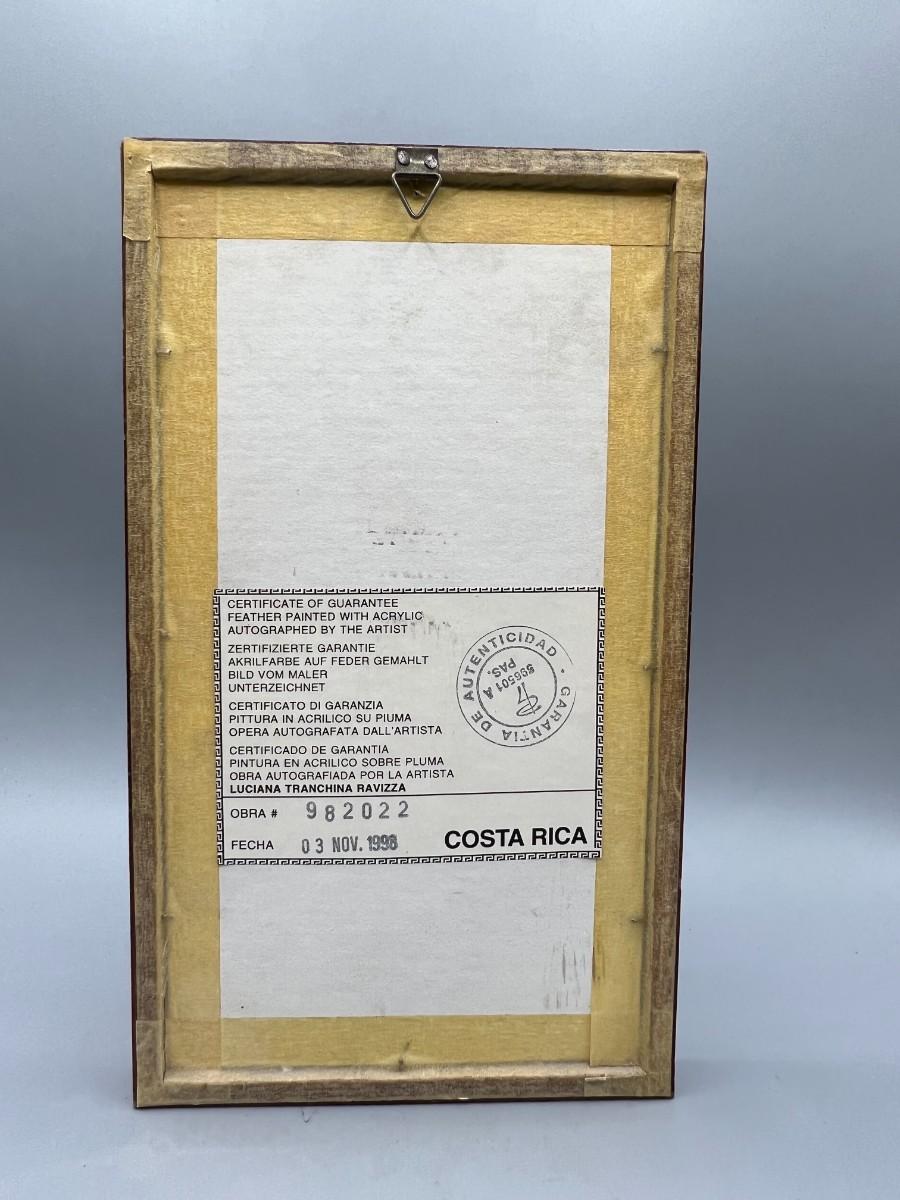 CERTIFICATE OF GUARANTEE
FEATHER PAINTED WITH ACRYLIC
AUTOGRAPHED BY THE ARTIST
ZERTIFIZIERTE GARANTIE
AKRILFARBE AUF FEDER GEMAHLT
BILD VOM MALER
UNTERZEICHNET
CERTIFICATO DI GARANZIA
PITTURA IN ACRILICO SU PIUMA
OPERA AUTOGRAFATA DALL'ARTISTA
CERTIFICADO DE GARANTIA
PINTURA EN ACRILICO SOBRE PLUMA
OBRA AUTOGRAFIADA POR LA ARTISTA
LUCIANA TRANCHINA RAVIZZA
GARANTIA DE AUTENTICIDAD
PAS.
596501 A
OBRA # 982022
FECHA 03 NOV. 1998
COSTA RICA